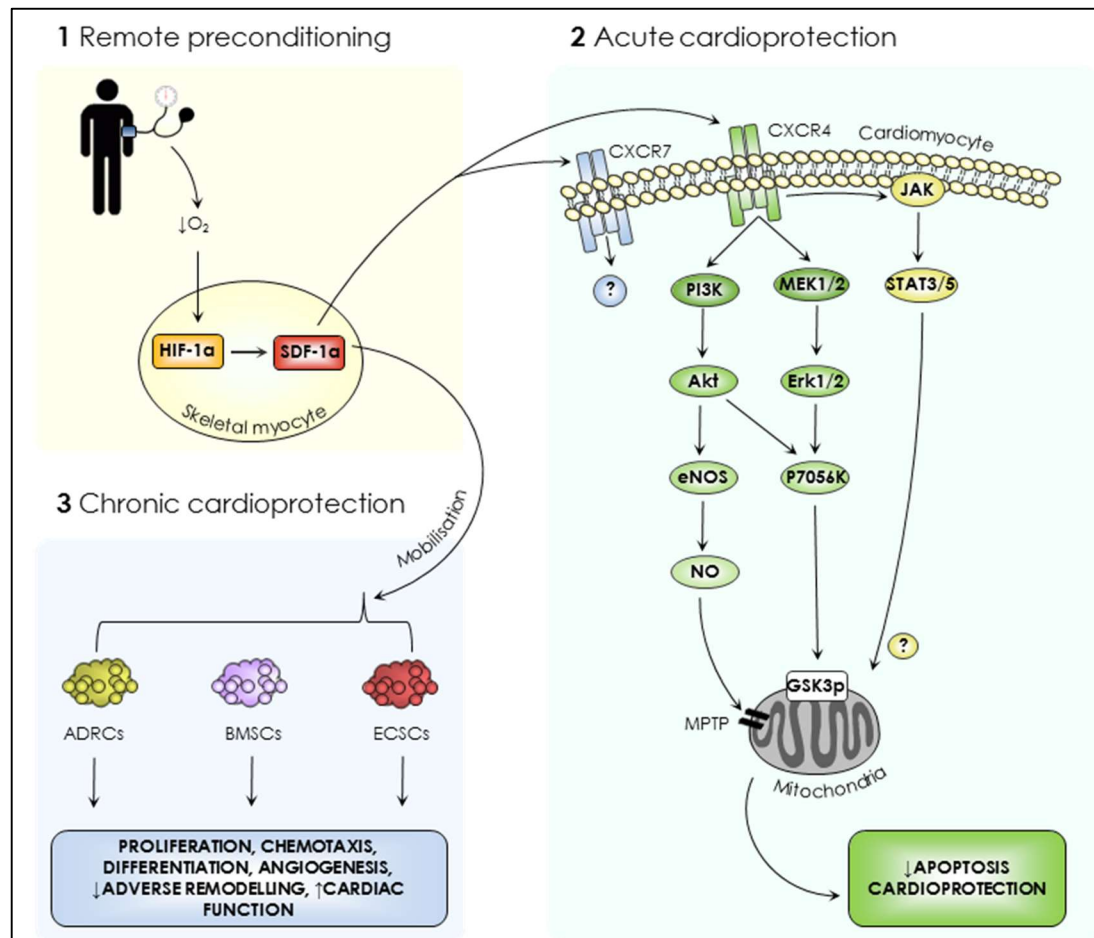 1 Remote preconditioning
↓O₂
HIF-1a
SDF-1a
Skeletal myocyte
2 Acute cardioprotection
CXCR7
CXCR4
Cardiomyocyte
JAK
?
PI3K
MEK1/2
STAT3/5
Akt
Erk1/2
eNOS
P7056K
NO
?
GSK3p
MPTP
Mitochondria
↓APOPTOSIS
CARDIOPROTECTION
3 Chronic cardioprotection
Mobilisation
ADRCs
BMSCs
ECSCs
PROLIFERATION, CHEMOTAXIS,
DIFFERENTIATION, ANGIOGENESIS,
↓ADVERSE REMODELLING, ↑CARDIAC
FUNCTION